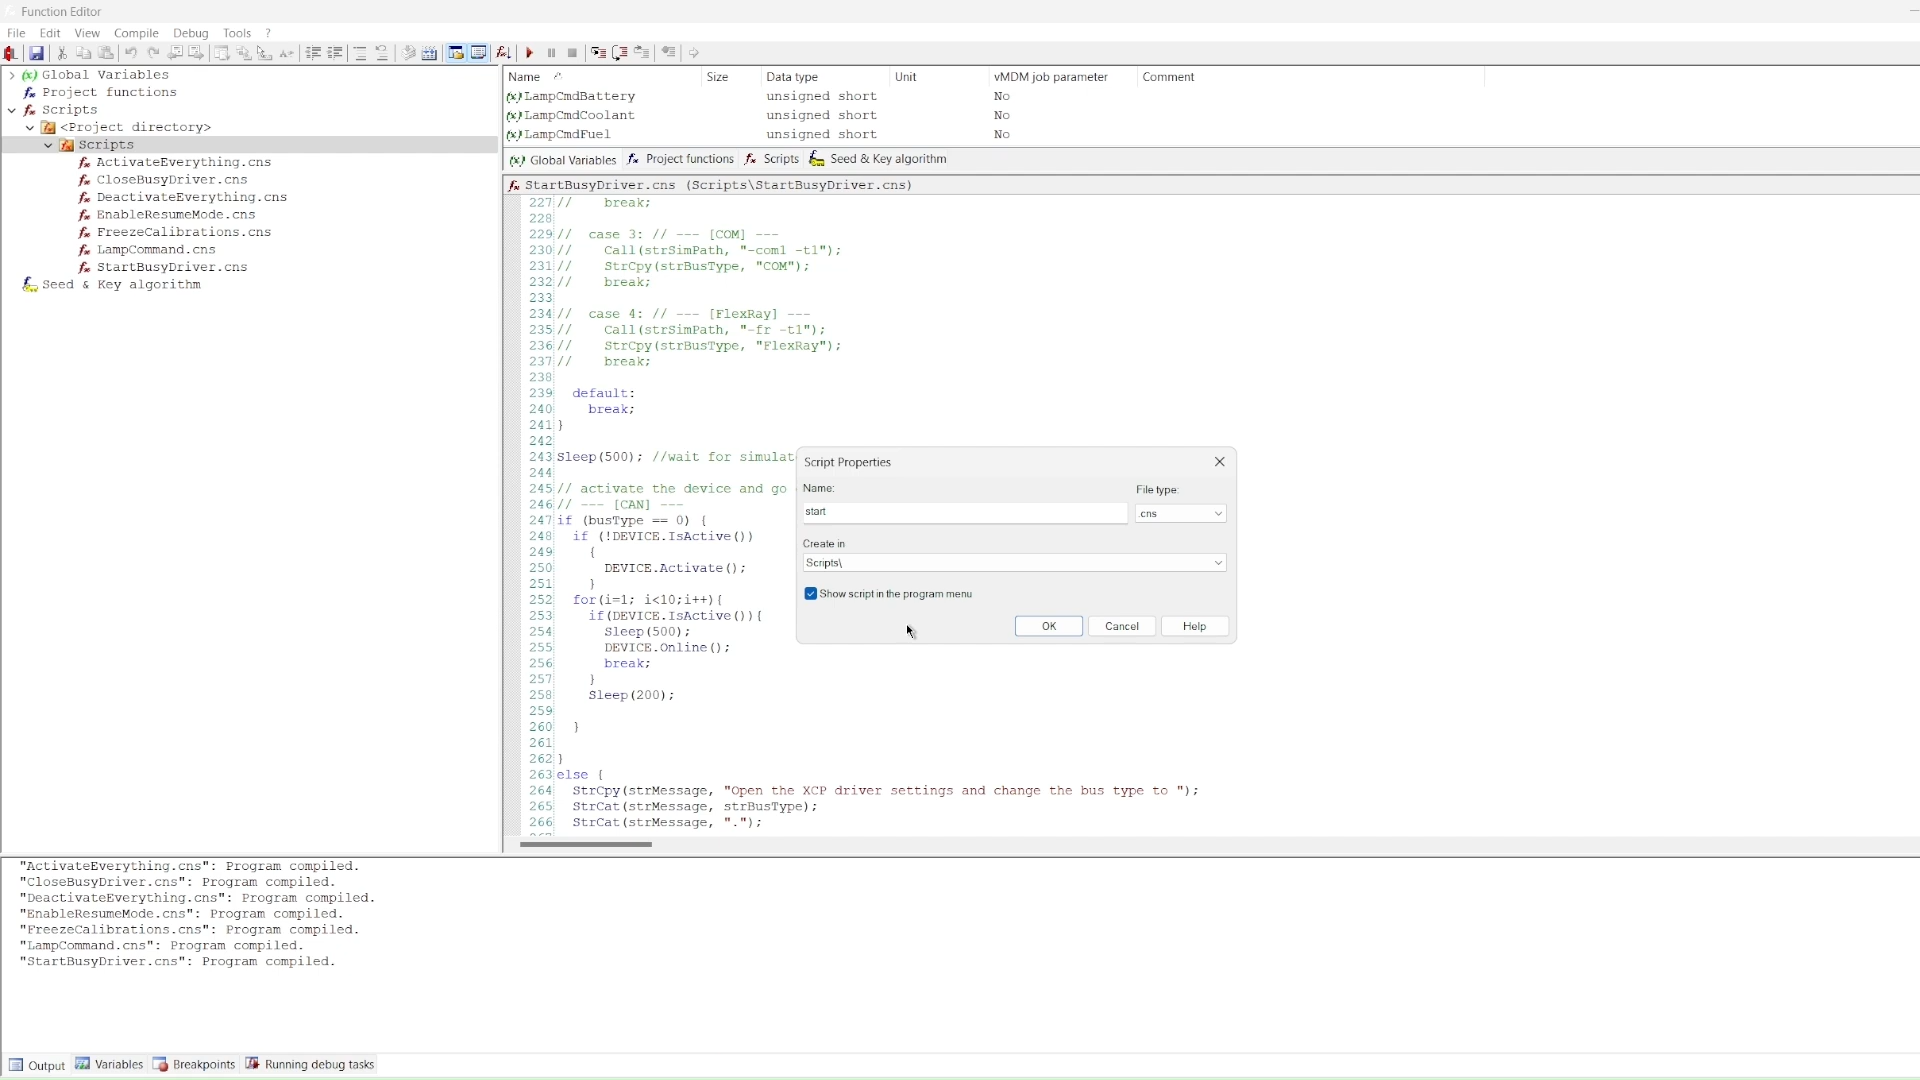 Function Editor
File Edit View Compile Debug Tools ?
(x) Global Variables
Project functions
Scripts
<Project directory>
Scripts
ActivateEverything.cns
CloseBusyDriver.cns
DeactivateEverything.cns
EnableResumeMode.cns
FreezeCalibrations.cns
LampCommand.cns
StartBusyDriver.cns
Seed & Key algorithm
Name Size Data type Unit vMDM job parameter Comment
(x) LampCmdBattery unsigned short No
(x) LampCmdCoolant unsigned short No
(x) LampCmdFuel unsigned short No
(x) Global Variables Project functions Scripts Seed & Key algorithm
StartBusyDriver.cns (Scripts\StartBusyDriver.cns)
227 // break;
228
229 // case 3: // --- [COM] ---
230 // Call(strSimPath, "-com1 -t1");
231 // StrCpy(strBusType, "COM");
232 // break;
233
234 // case 4: // --- [FlexRay] ---
235 // Call(strSimPath, "-fr -t1");
236 // StrCpy(strBusType, "FlexRay");
237 // break;
238
239 default:
240 break;
241 }
242
243 Sleep(500); //wait for simulat
244
245 // activate the device and go
246 // --- [CAN] ---
247 if (busType == 0) {
248 if (!DEVICE.IsActive())
249 {
250 DEVICE.Activate();
251 }
252 for(i=1; i<10;i++){
253 if(DEVICE.IsActive()){
254 Sleep(500);
255 DEVICE.Online();
256 break;
257 }
258 Sleep(200);
259
260 }
261
262 }
263 else {
264 StrCpy(strMessage, "Open the XCP driver settings and change the bus type to ");
265 StrCat(strMessage, strBusType);
266 StrCat(strMessage, ".");
Script Properties
Name: File type:
start .cns
Create in
Scripts\
Show script in the program menu
OK Cancel Help
"ActivateEverything.cns": Program compiled.
"CloseBusyDriver.cns": Program compiled.
"DeactivateEverything.cns": Program compiled.
"EnableResumeMode.cns": Program compiled.
"FreezeCalibrations.cns": Program compiled.
"LampCommand.cns": Program compiled.
"StartBusyDriver.cns": Program compiled.
Output Variables Breakpoints Running debug tasks